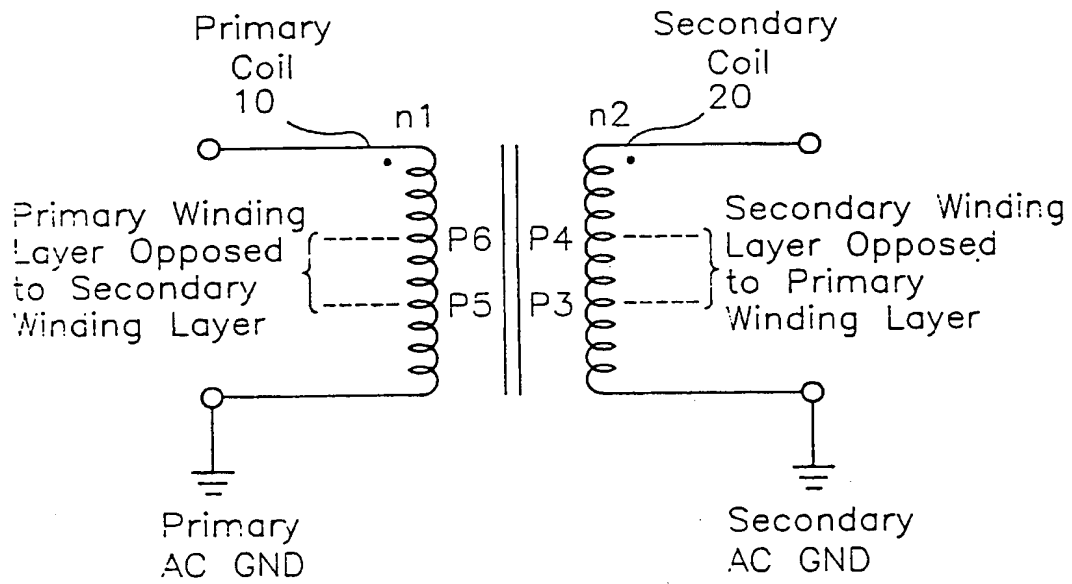 Primary
Coil
10
n1
Secondary
Coil
20
n2
Primary Winding
Layer Opposed
to Secondary
Winding Layer
P6
P5
P4
P3
Secondary Winding
Layer Opposed
to Primary
Winding Layer
Primary
AC GND
Secondary
AC GND